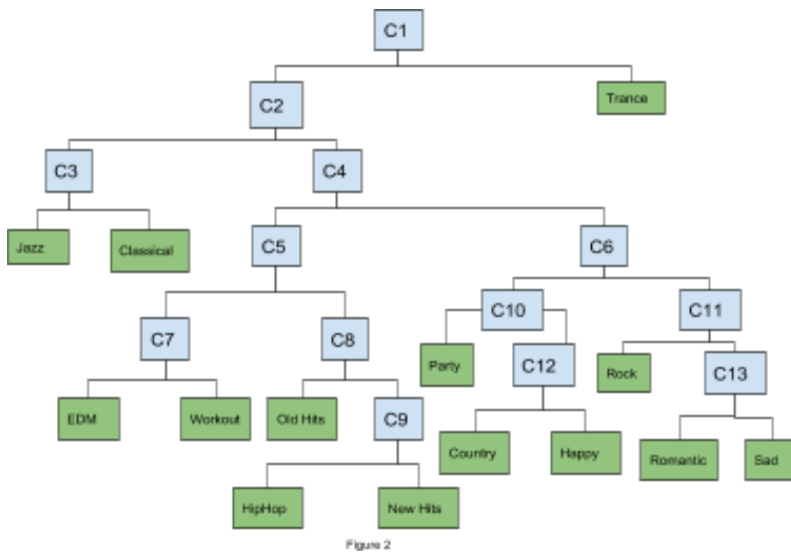 C1
C2
Trance
C3
C4
Jazz
Classical
C5
C6
C7
C8
C10
C11
Party
C12
Rock
C13
EDM
Workout
Old Hits
C9
Country
Happy
Romantic
Sad
HipHop
New Hits
Figure 2